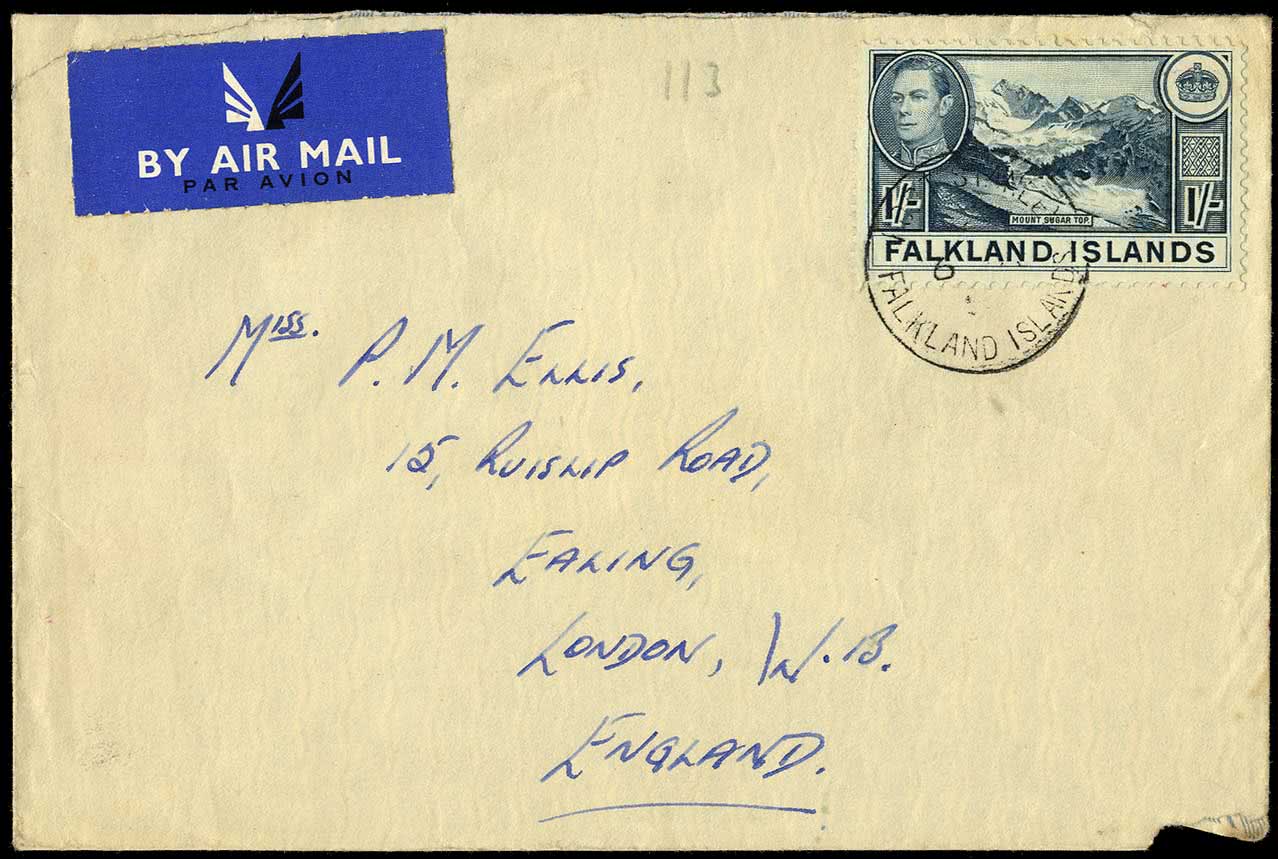 113
BY AIR MAIL
PAR AVION
MOUNT SUGAR TOP.
1/- 1/-
FALKLAND ISLANDS
STANLEY
FALKLAND ISLANDS
Miss. P. M. ELLIS,
15, RUISLIP ROAD,
EALING,
LONDON, W.13.
ENGLAND.